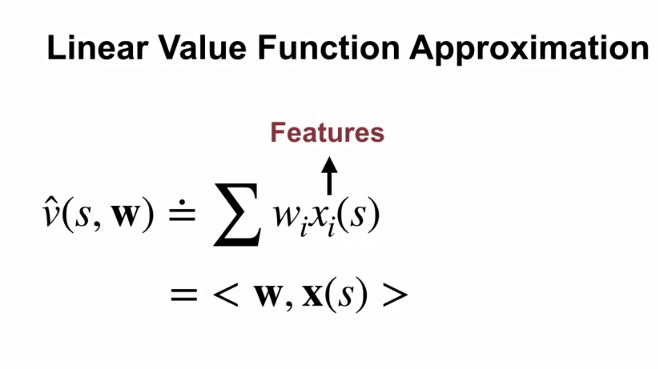 Linear Value Function Approximation
Features
v̂(s, w) ≐ ∑ wᵢxᵢ(s)
= < w, x(s) >